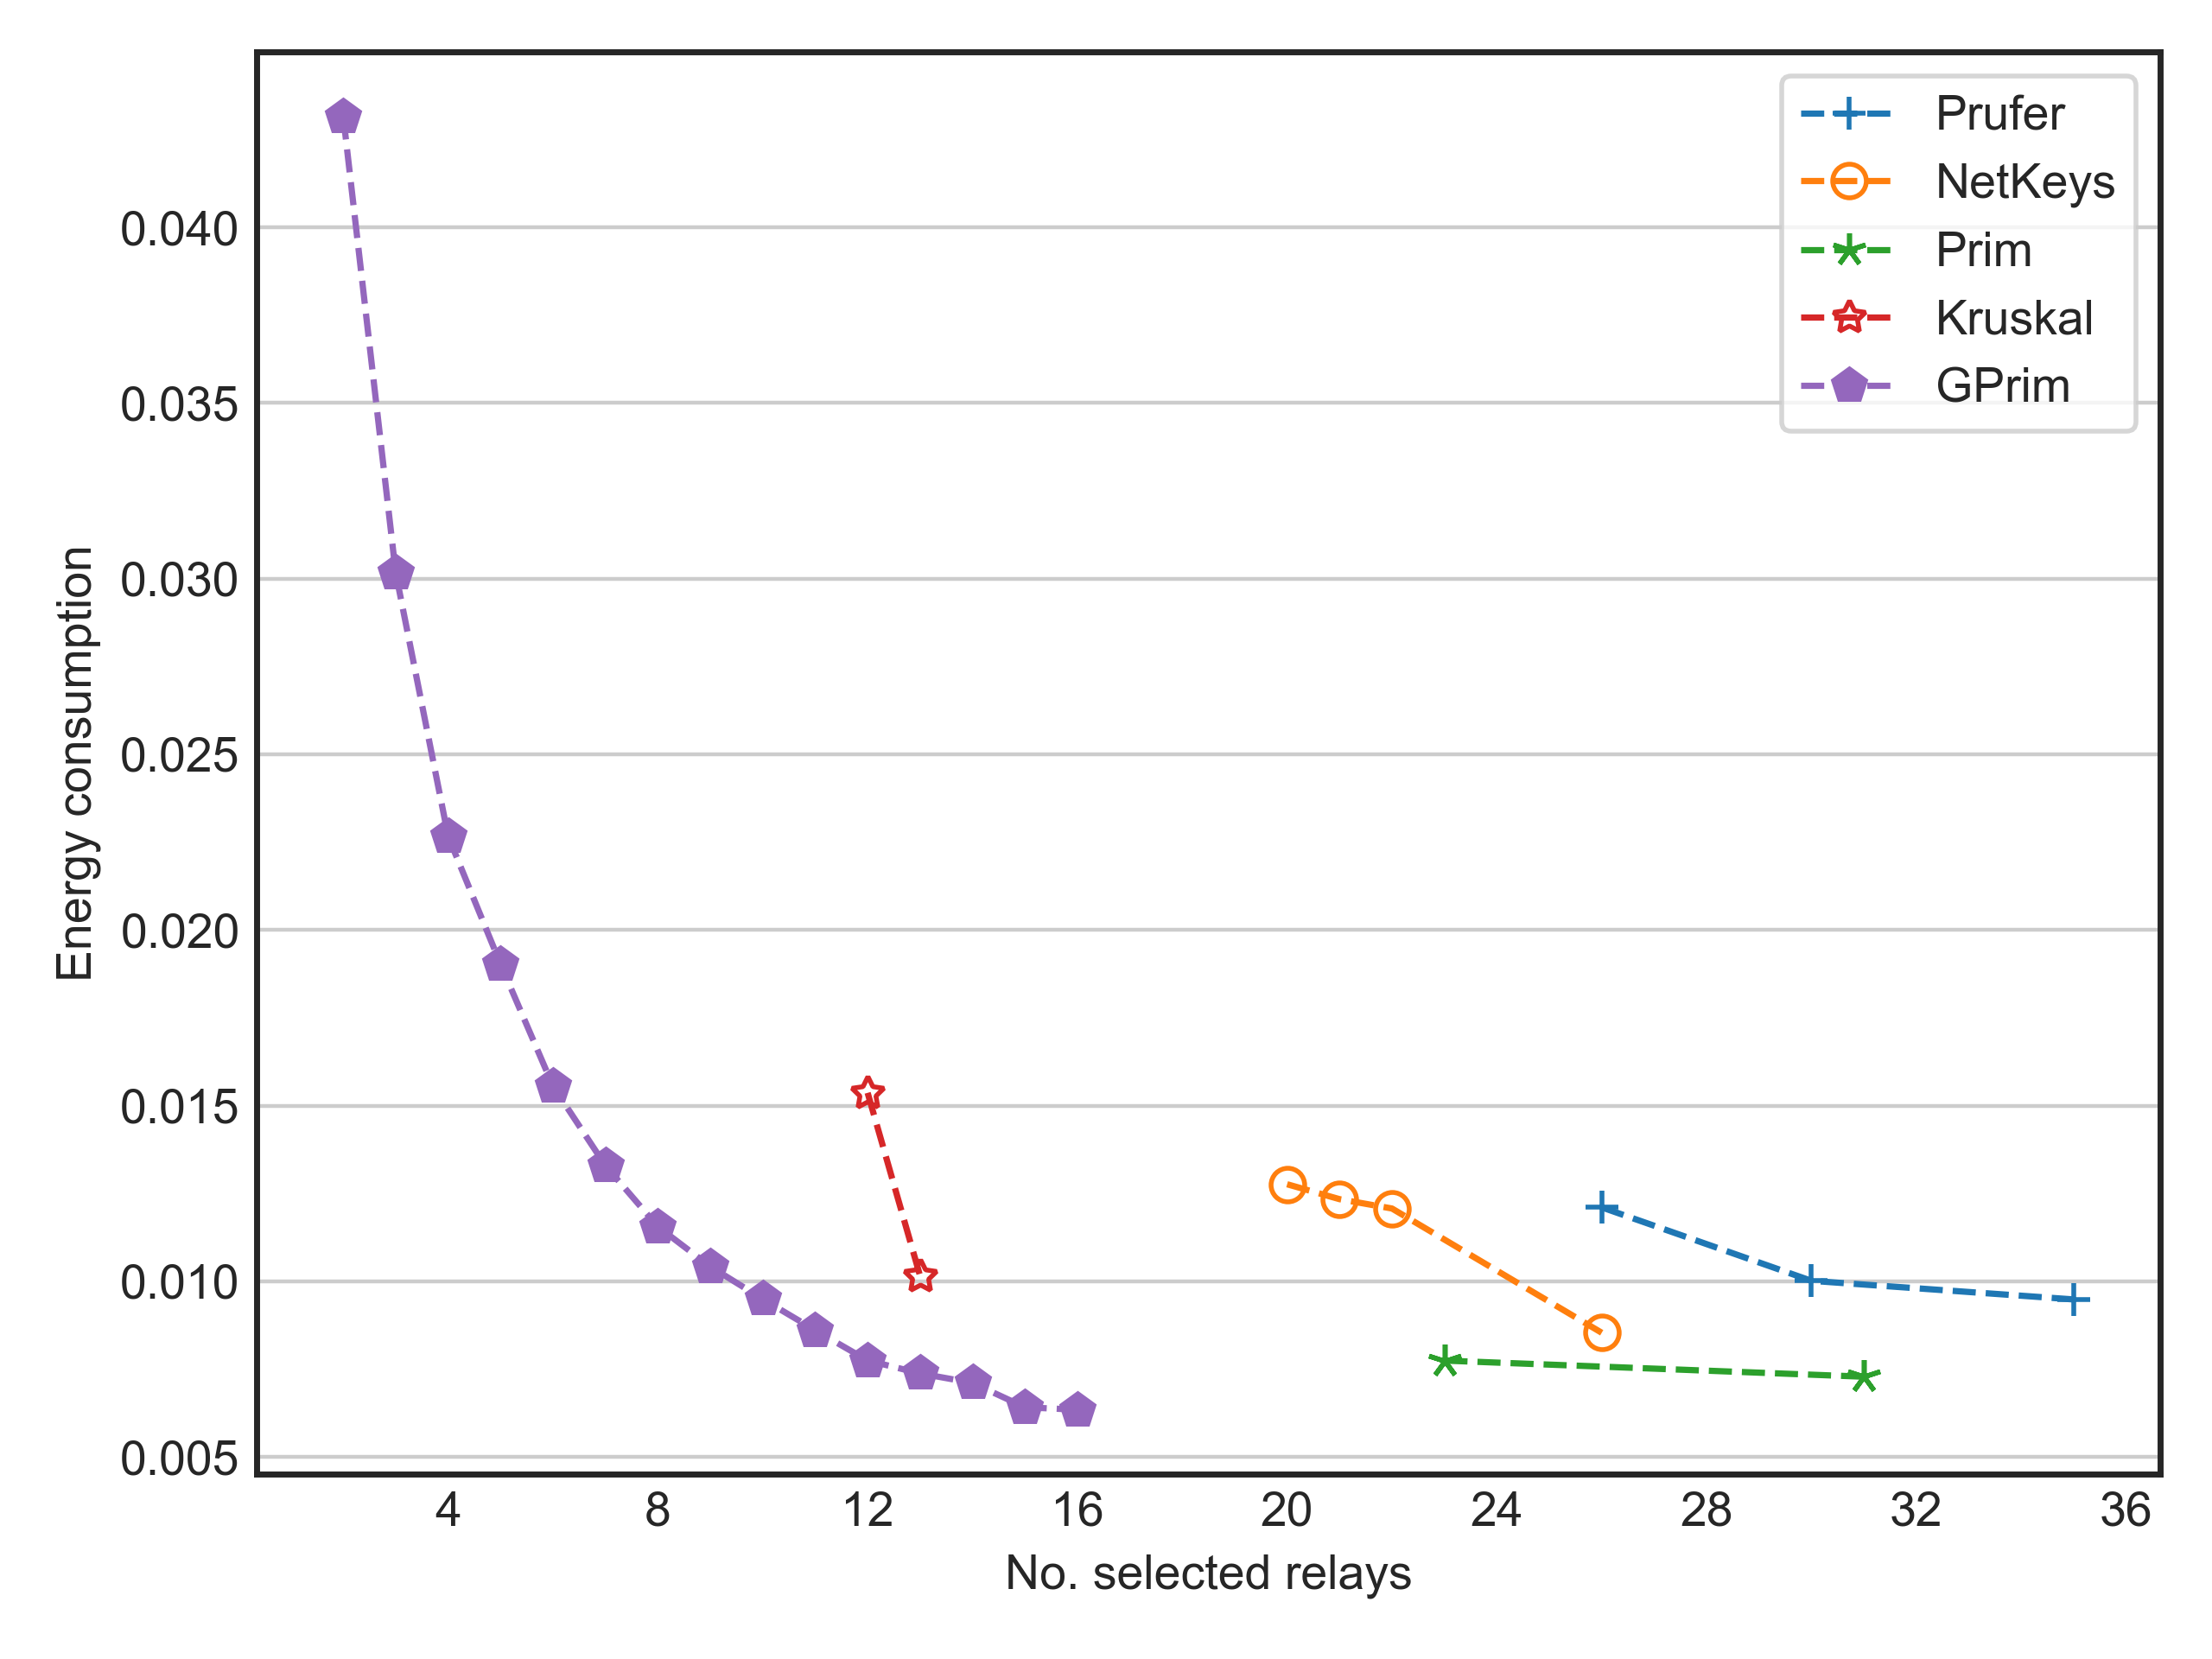 Prufer
NetKeys
Prim
Kruskal
GPrim
0.040
0.035
0.030
0.025
0.020
0.015
0.010
0.005
Energy consumption
4 8 12 16 20 24 28 32 36
No. selected relays